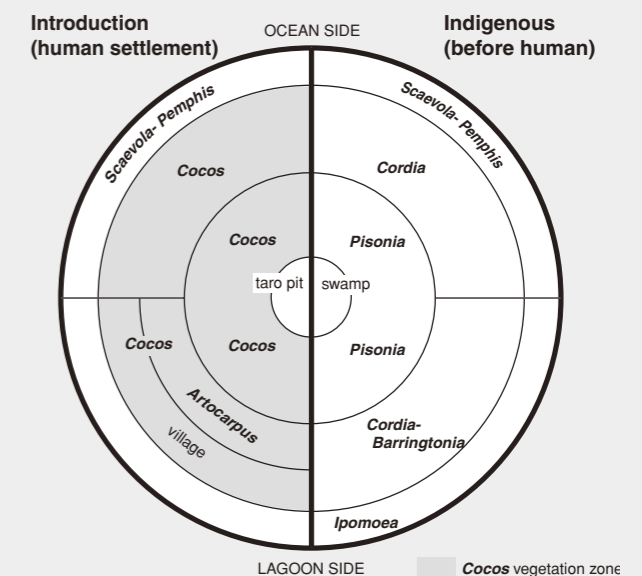 Introduction
(human settlement)
OCEAN SIDE
Indigenous
(before human)
Scaevola- Pemphis
Scaevola- Pemphis
Cocos
Cordia
Cocos
Pisonia
taro pit
swamp
Cocos
Cocos
Pisonia
Artocarpus
village
Cordia-
Barringtonia
Ipomoea
LAGOON SIDE
Cocos vegetation zone